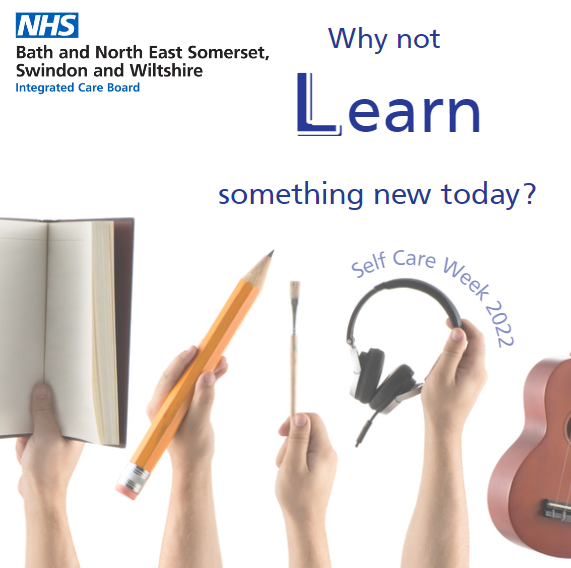 NHS
Bath and North East Somerset,
Swindon and Wiltshire
Integrated Care Board
Why not
Learn
something new today?
Self Care Week 2022